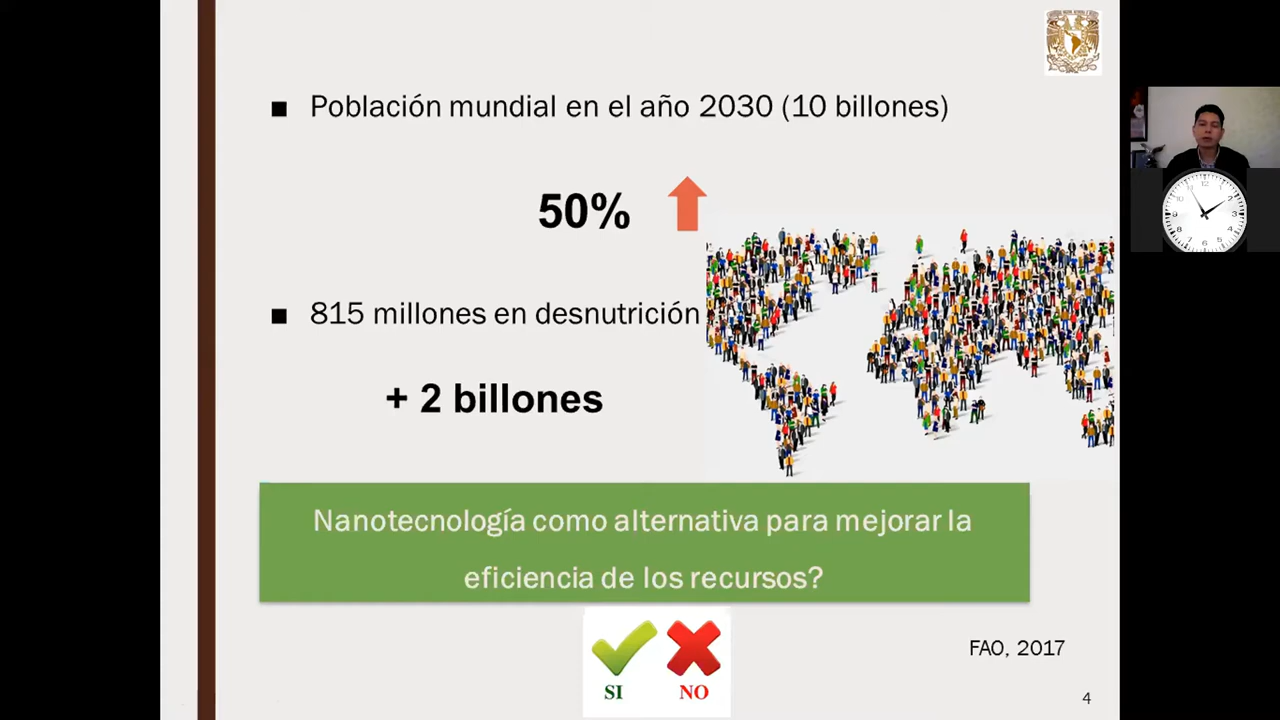 ■ Población mundial en el año 2030 (10 billones)
50%
■ 815 millones en desnutrición
+ 2 billones
Nanotecnología como alternativa para mejorar la
eficiencia de los recursos?
SI NO
FAO, 2017
4